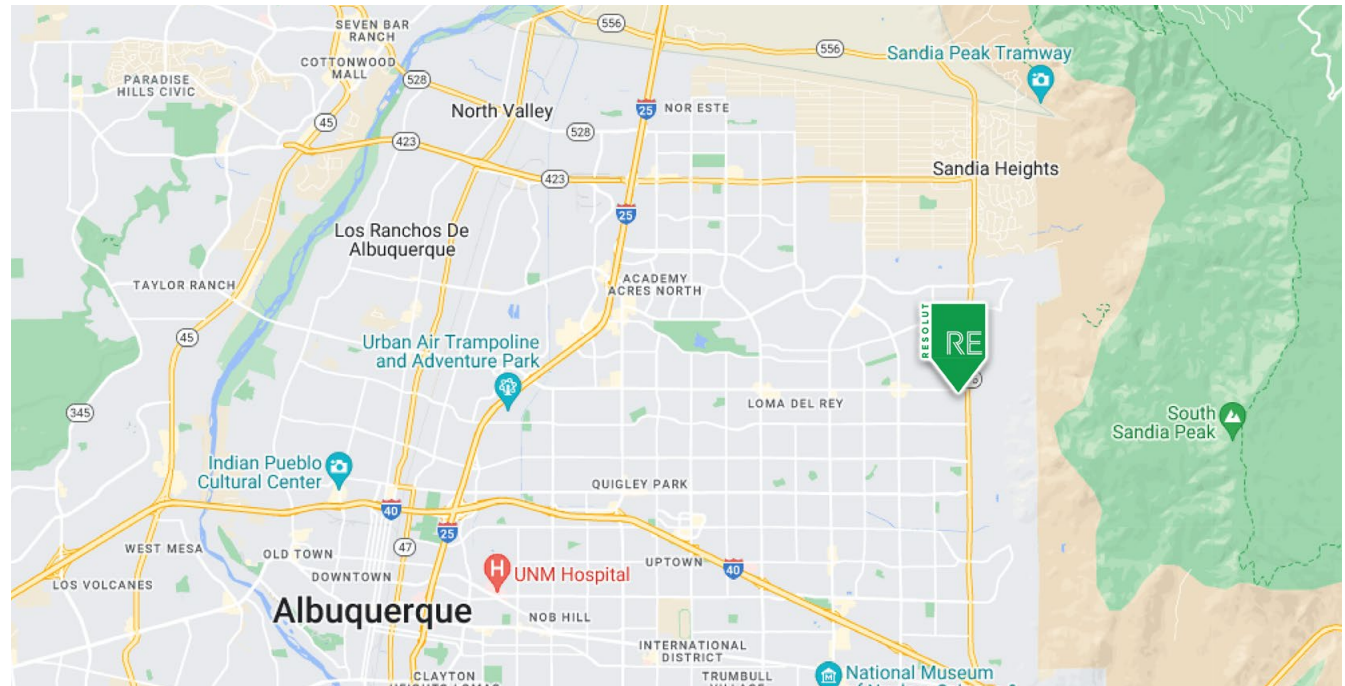 SEVEN BAR
RANCH
556
556
Sandia Peak Tramway
COTTONWOOD
MALL
PARADISE
HILLS CIVIC
528
North Valley
25
NOR ESTE
45
528
423
423
Sandia Heights
25
Los Ranchos De
Albuquerque
TAYLOR RANCH
ACADEMY
ACRES NORTH
RESOLUT
RE
45
Urban Air Trampoline
and Adventure Park
345
LOMA DEL REY
South
Sandia Peak
Indian Pueblo
Cultural Center
QUIGLEY PARK
40
25
47
WEST MESA
OLD TOWN
UPTOWN
40
LOS VOLCANES
DOWNTOWN
H
UNM Hospital
Albuquerque
NOB HILL
INTERNATIONAL
DISTRICT
CLAYTON
TRUMBULL
National Museum